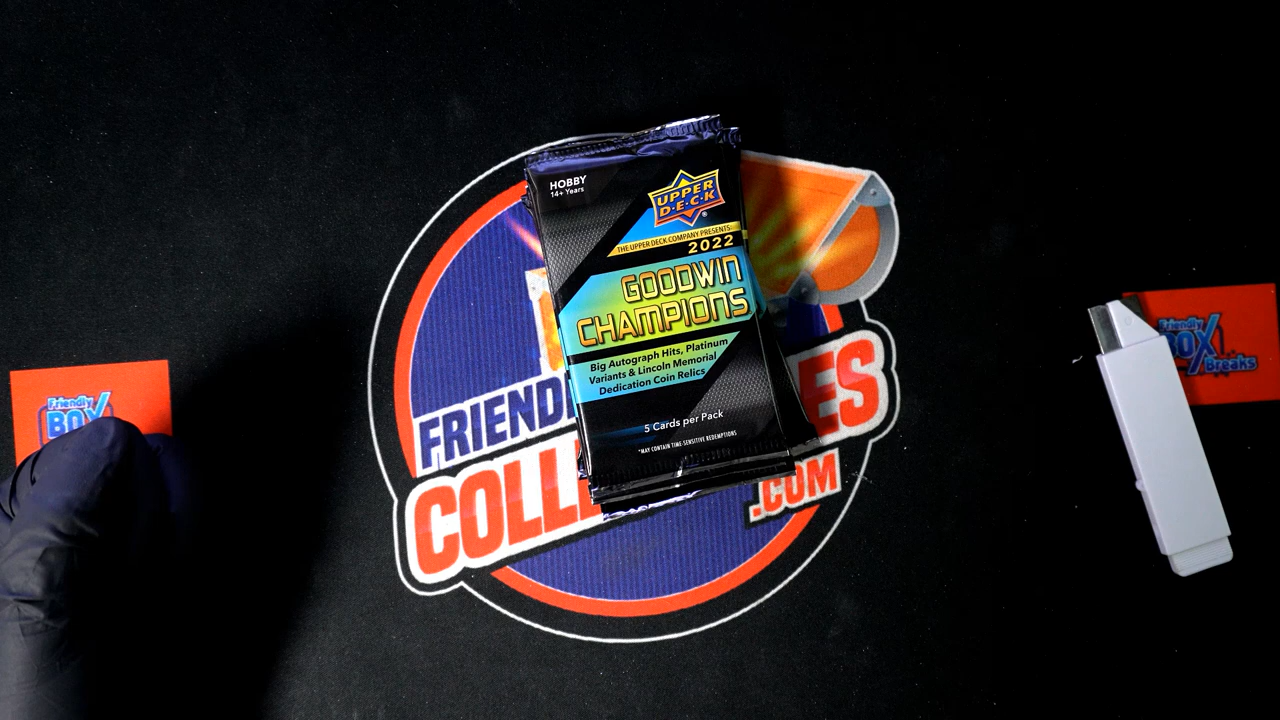 HOBBY
14+ Years
UPPER
D·E·C·K
®
THE UPPER DECK COMPANY PRESENTS:
2022
GOODWIN
CHAMPIONS
Big Autograph Hits, Platinum
Variants & Lincoln Memorial
Dedication Coin Relics
5 Cards per Pack
*MAY CONTAIN TIME-SENSITIVE REDEMPTIONS
FRIENDL
ES
COLL
.COM
Friendly
BOX
Friendly
BOX
Breaks